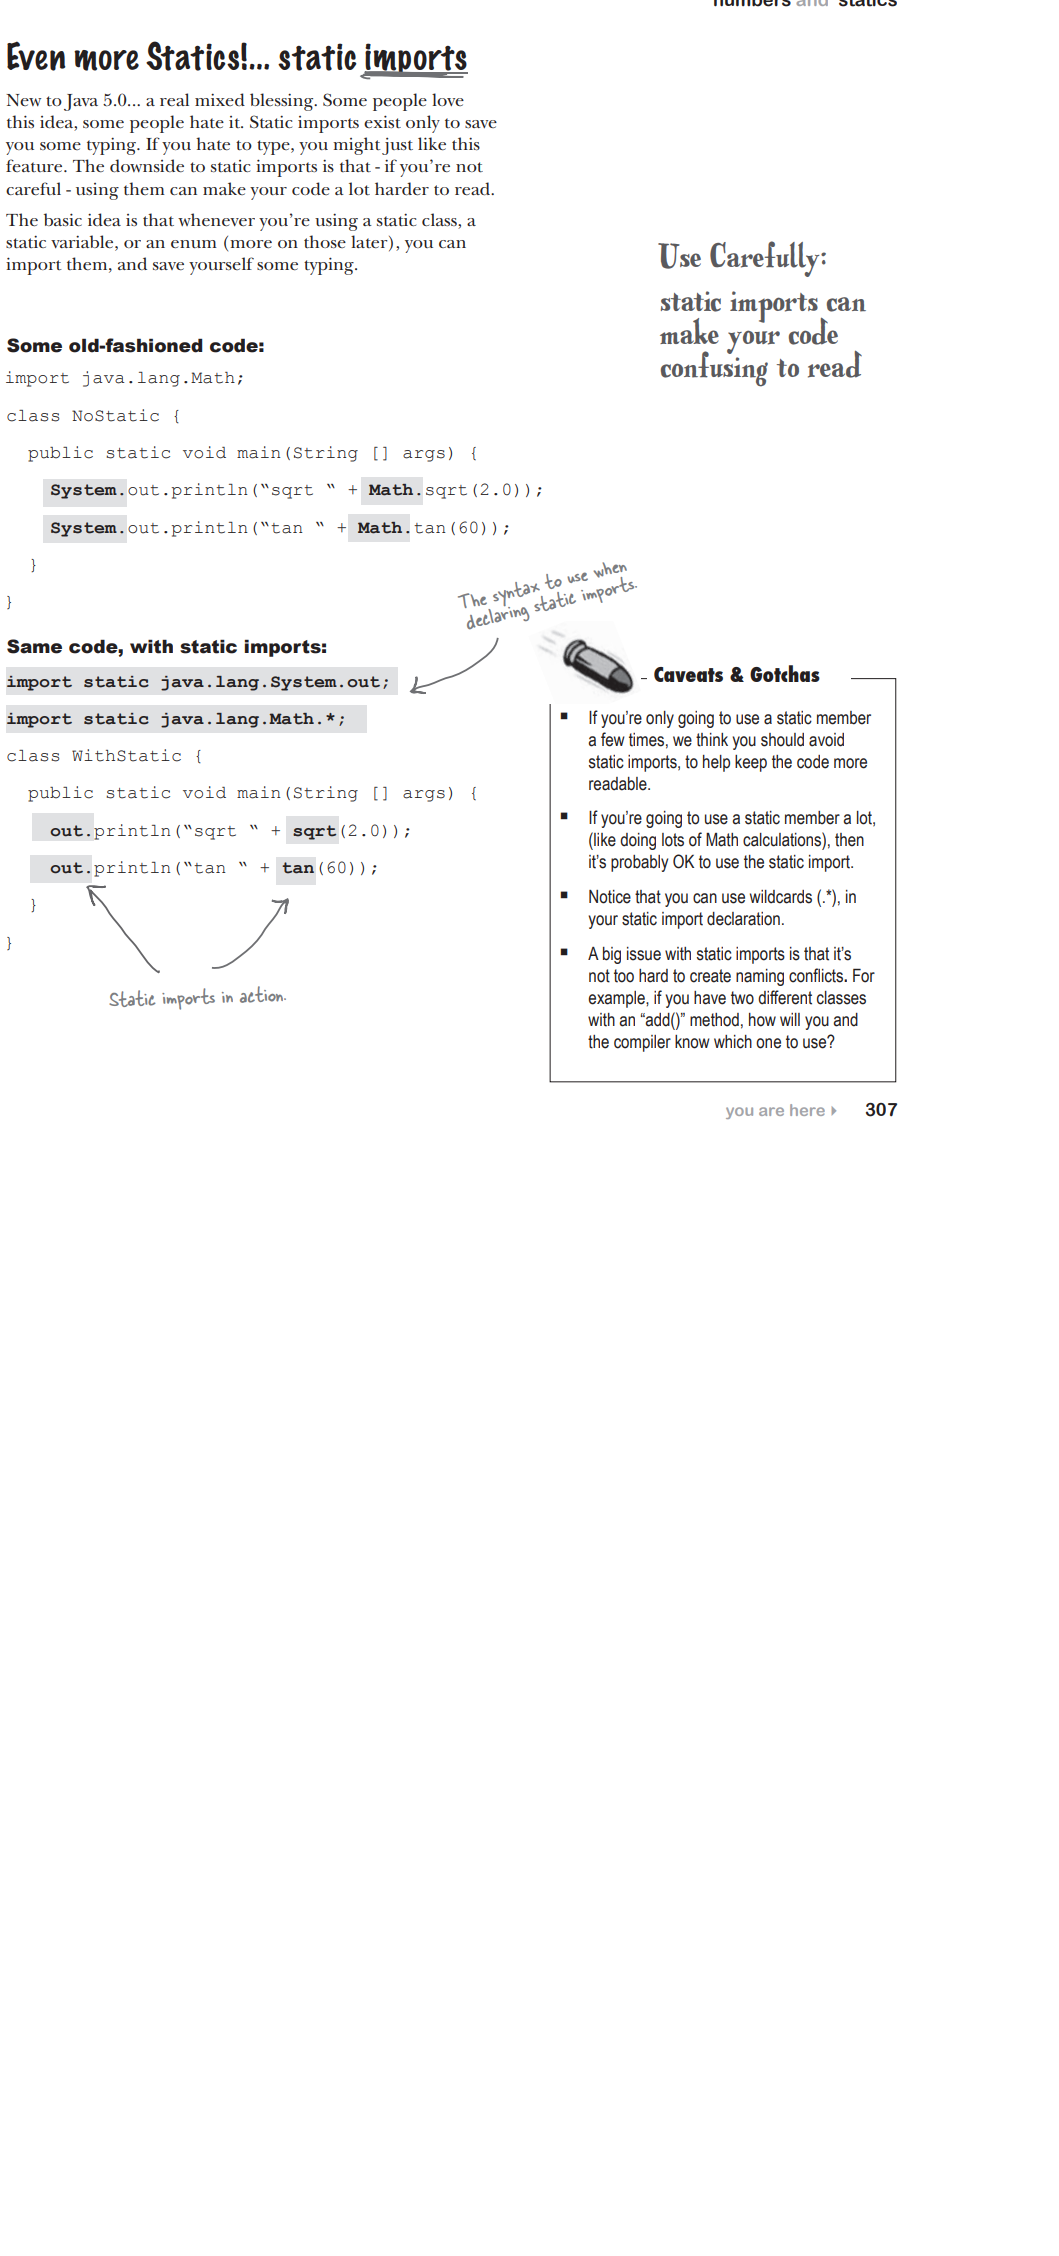 numbers and statics
Even more Statics!... static imports
New to Java 5.0... a real mixed blessing. Some people love
this idea, some people hate it. Static imports exist only to save
you some typing. If you hate to type, you might just like this
feature. The downside to static imports is that - if you’re not
careful - using them can make your code a lot harder to read.
The basic idea is that whenever you’re using a static class, a
static variable, or an enum (more on those later), you can
import them, and save yourself some typing.
Use Carefully:
static imports can
make your code
confusing to read
Some old-fashioned code:
import java.lang.Math;
class NoStatic {
public static void main(String [] args) {
System.out.println(“sqrt “ + Math.sqrt(2.0));
System.out.println(“tan “ + Math.tan(60));
}
}
The syntax to use when
declaring static imports.
Same code, with static imports:
import static java.lang.System.out;
import static java.lang.Math.*;
class WithStatic {
public static void main(String [] args) {
out.println(“sqrt “ + sqrt(2.0));
out.println(“tan “ + tan(60));
}
}
Static imports in action.
Caveats & Gotchas
▪ If you’re only going to use a static member
a few times, we think you should avoid
static imports, to help keep the code more
readable.
▪ If you’re going to use a static member a lot,
(like doing lots of Math calculations), then
it’s probably OK to use the static import.
▪ Notice that you can use wildcards (.*), in
your static import declaration.
▪ A big issue with static imports is that it’s
not too hard to create naming conflicts. For
example, if you have two different classes
with an “add()” method, how will you and
the compiler know which one to use?
you are here 307